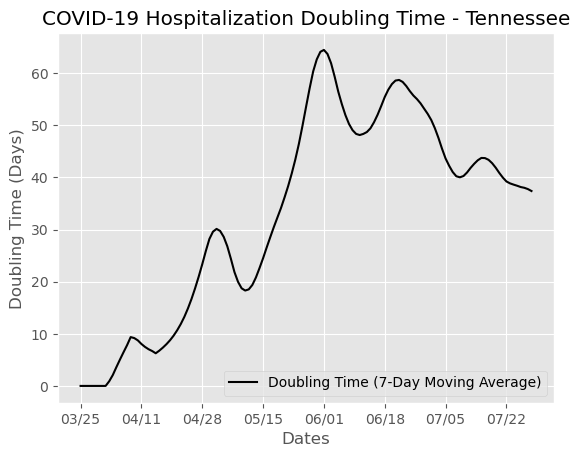 COVID-19 Hospitalization Doubling Time - Tennessee
Doubling Time (Days)
60
50
40
30
20
10
0
Doubling Time (7-Day Moving Average)
03/25 04/11 04/28 05/15 06/01 06/18 07/05 07/22
Dates